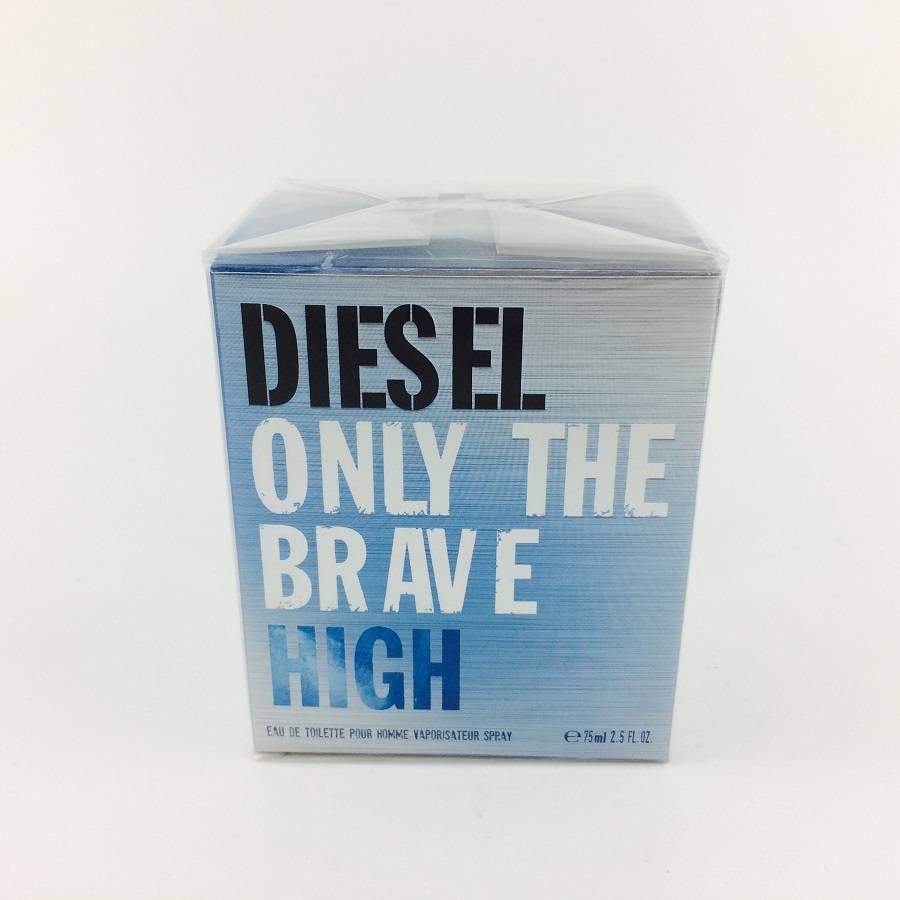 DIESEL
ONLY THE
BRAVE
HIGH
EAU DE TOILETTE POUR HOMME VAPORISATEUR SPRAY ℮75ml 2.5 FL. OZ.